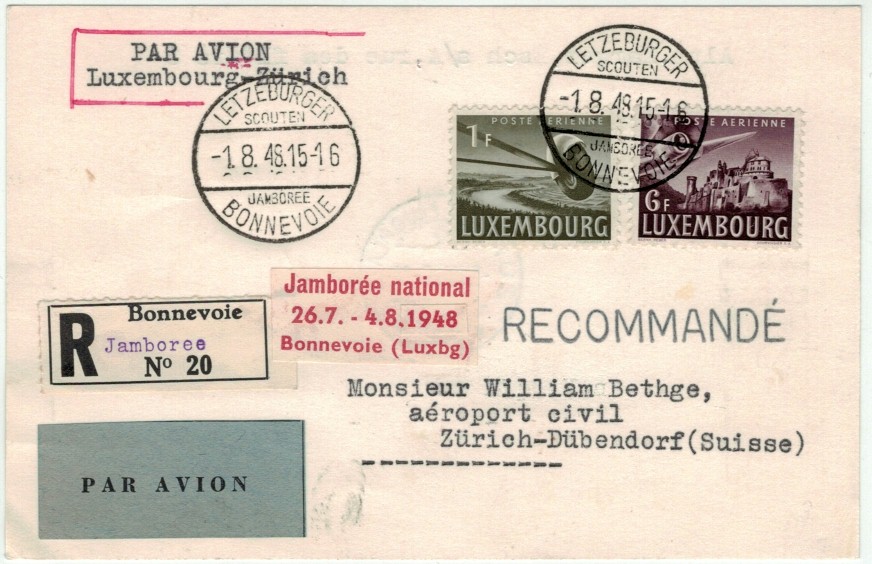 PAR AVION
Luxembourg-Zürich
LETZEBURGER
SCOUTEN
-1.8.48.15-16
JAMBOREE
BONNEVOIE
LETZEBURGER
SCOUTEN
-1.8.48.15-16
JAMBOREE
BONNEVOIE
POSTE AERIENNE
1F
LUXEMBOURG
POSTE AERIENNE
6F
LUXEMBOURG
Jamborée national
26.7. - 4.8.1948
Bonnevoie (Luxbg)
R
Bonnevoie
Jamboree
No 20
RECOMMANDÉ
Monsieur William Bethge,
aéroport civil
Zürich-Dübendorf(Suisse)
PAR AVION